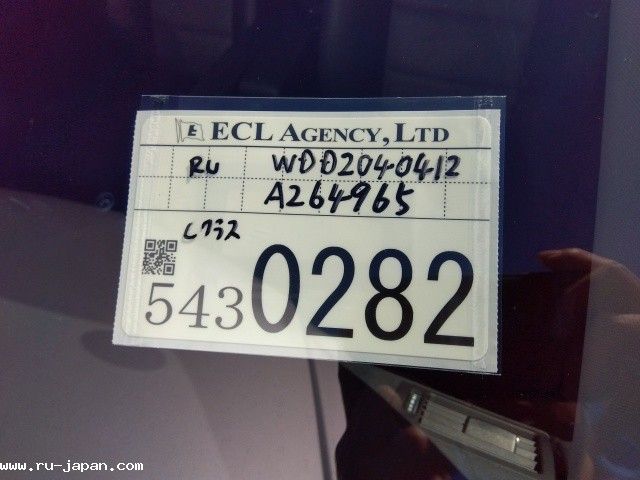 E ECL AGENCY, LTD
RU WDD2040412
A264965
Cクラス
5430282
www.ru-japan.com